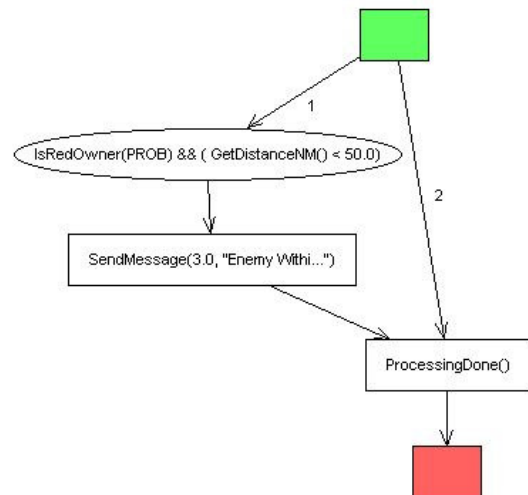 1
IsRedOwner(PROB) && ( GetDistanceNM() < 50.0)
2
SendMessage(3.0, "Enemy Withi...")
ProcessingDone()